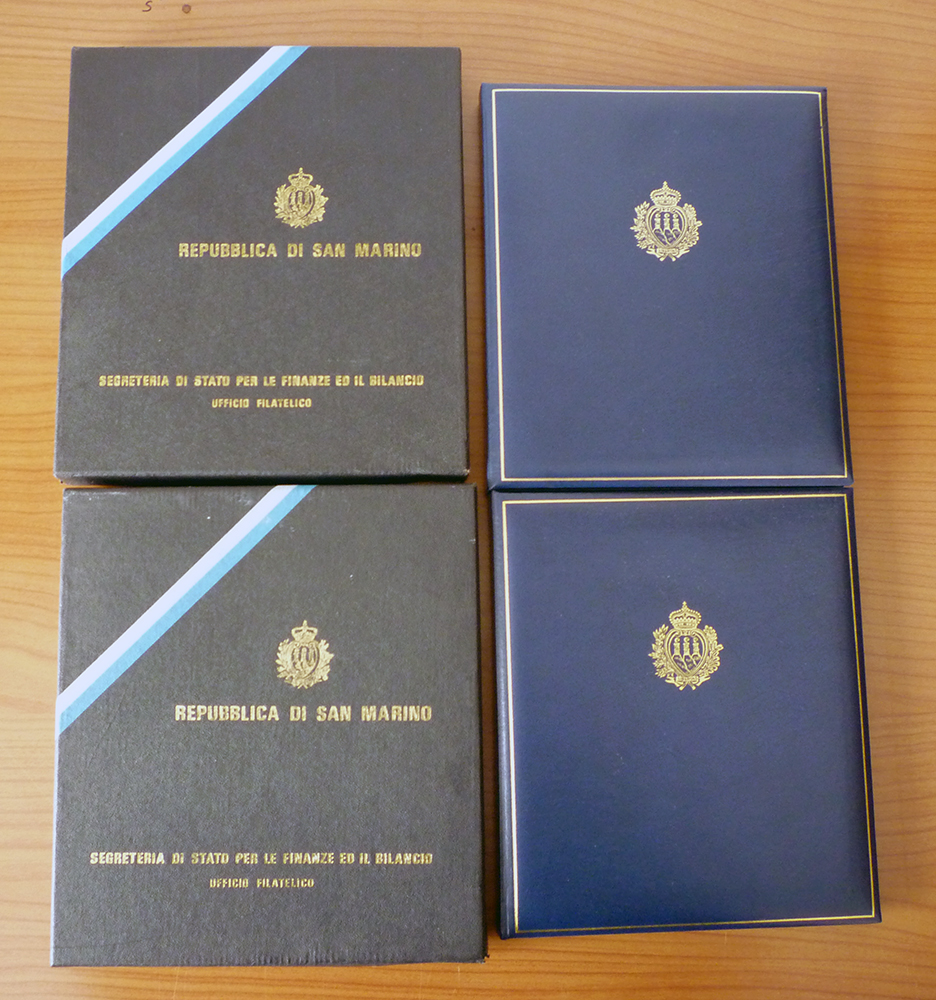 REPUBBLICA DI SAN MARINO
SEGRETERIA DI STATO PER LE FINANZE ED IL BILANCIO
UFFICIO FILATELICO
REPUBBLICA DI SAN MARINO
SEGRETERIA DI STATO PER LE FINANZE ED IL BILANCIO
UFFICIO FILATELICO